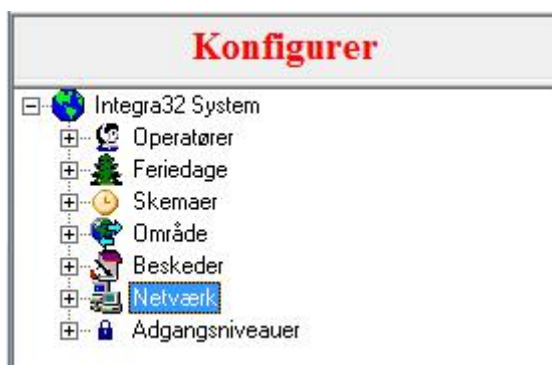 Konfigurer
Integra32 System
Operatører
Feriedage
Skemaer
Område
Beskeder
Netværk
Adgangsniveauer